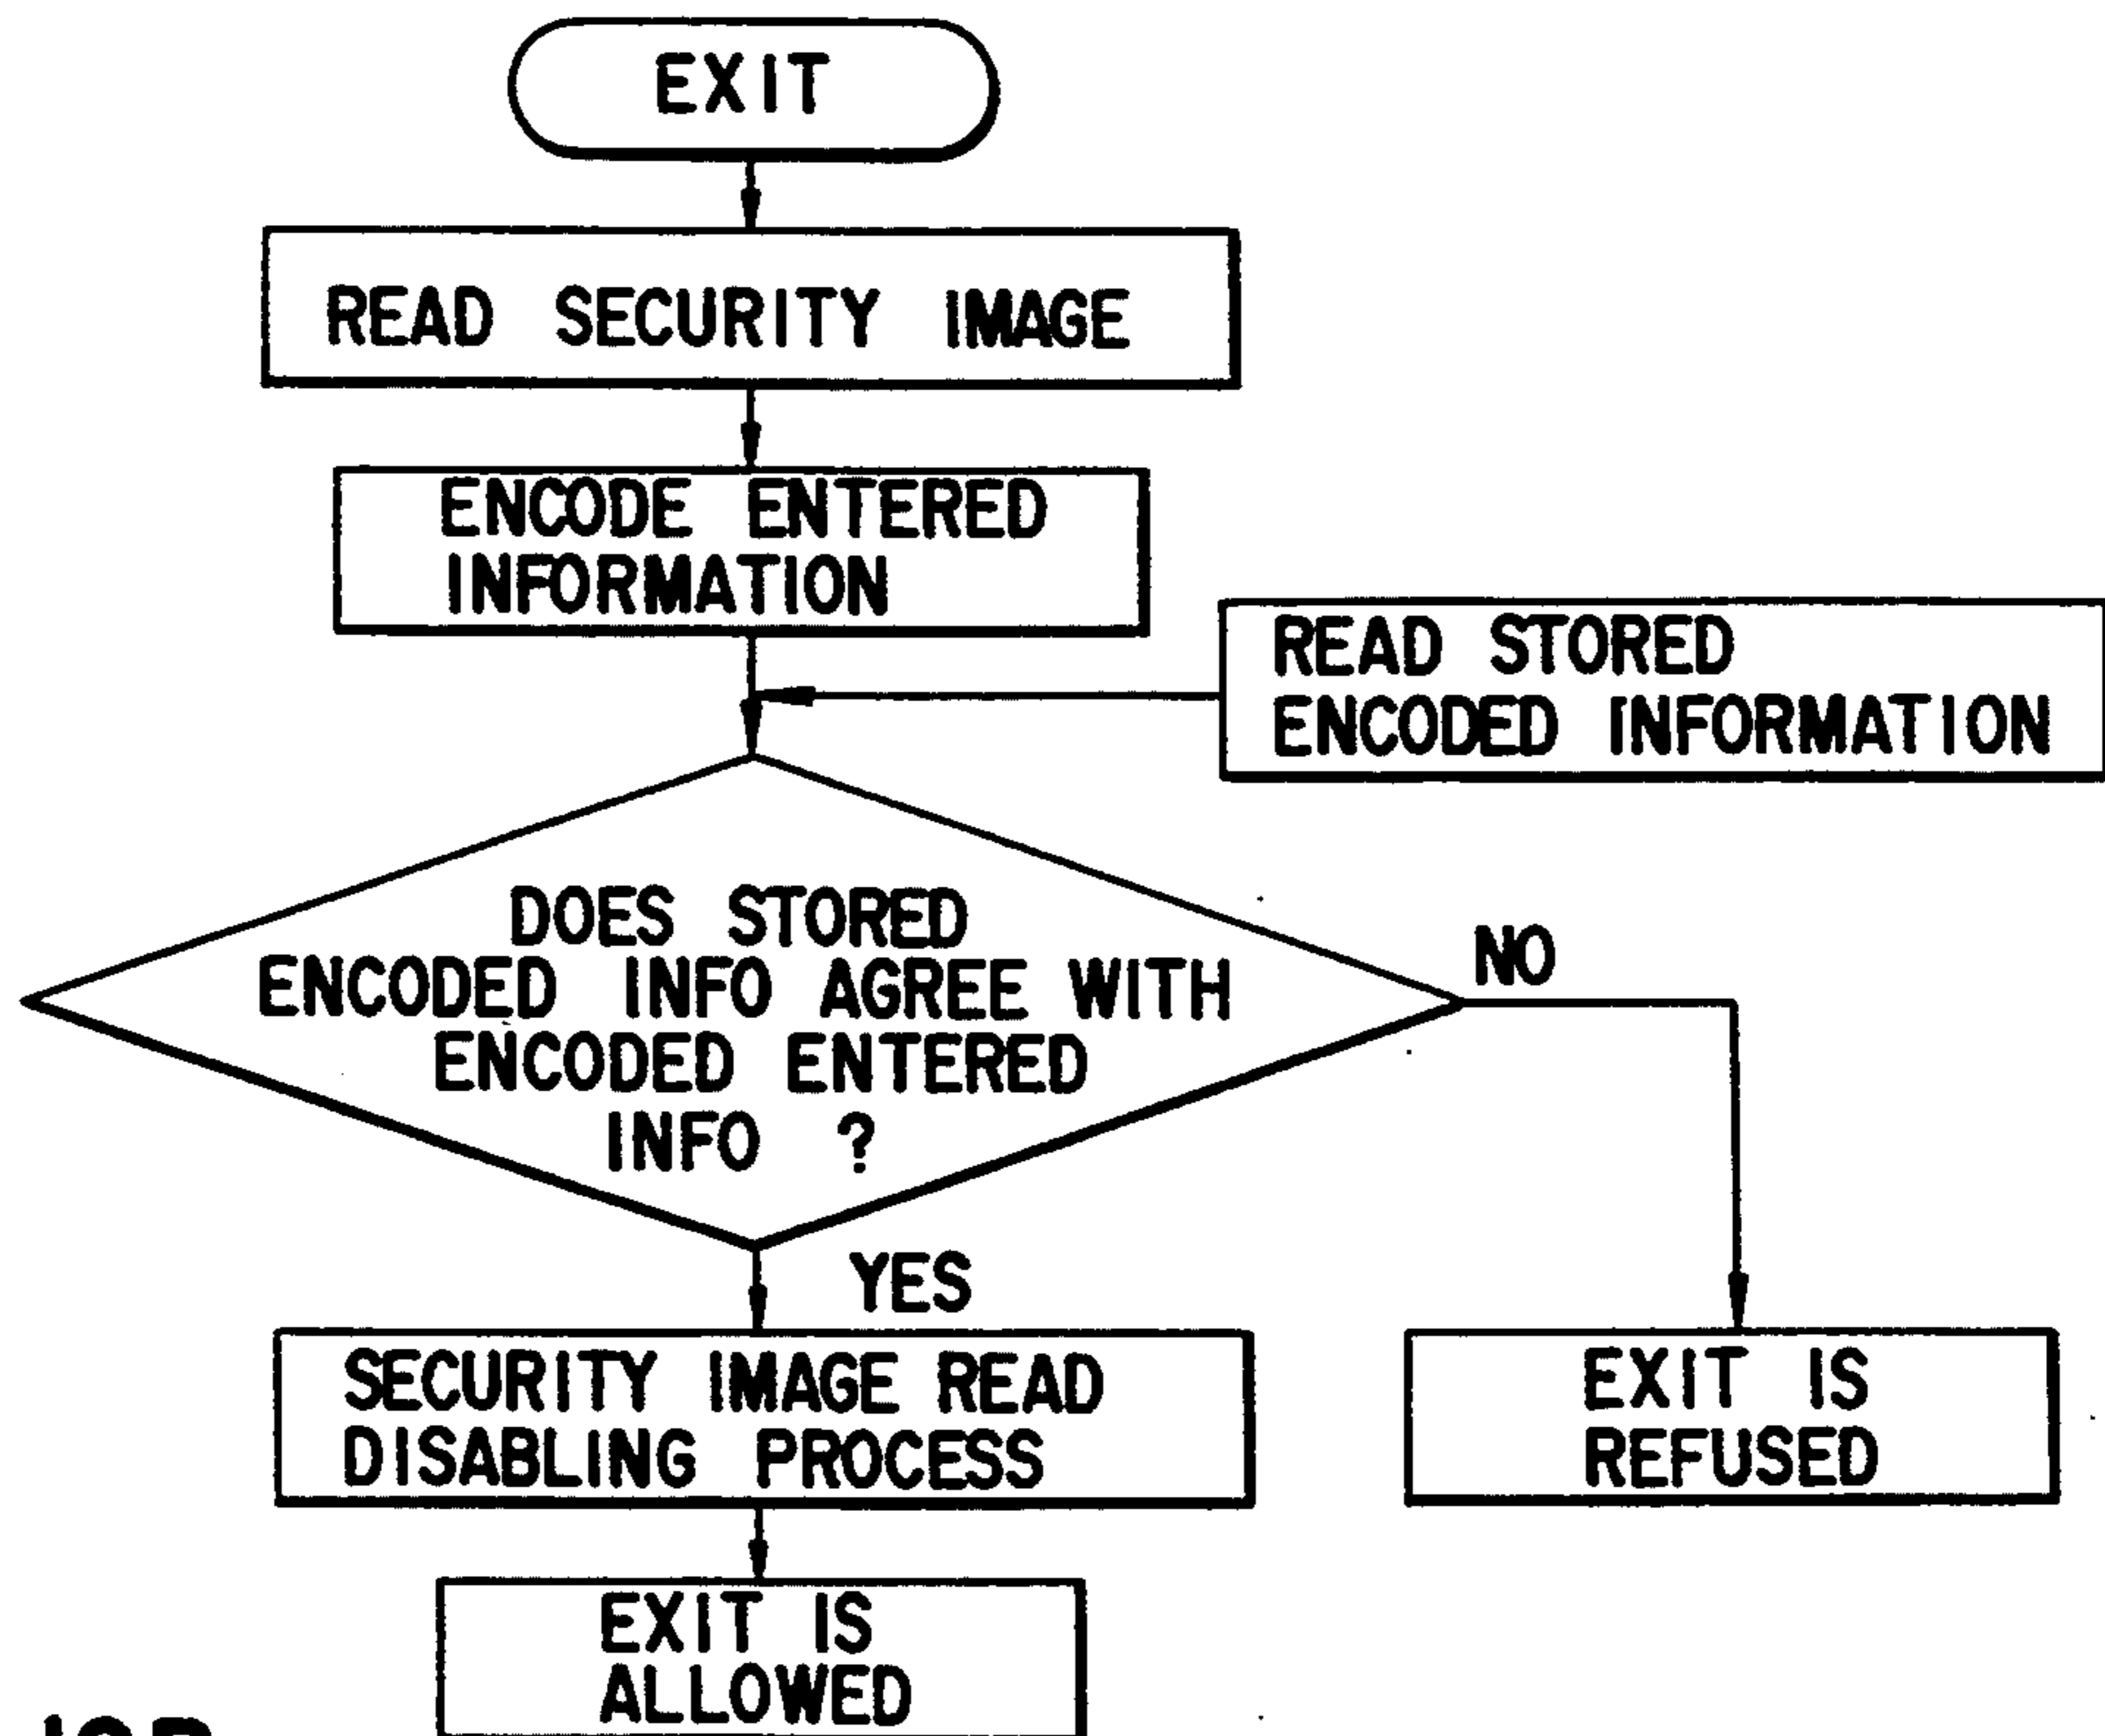 EXIT
READ SECURITY IMAGE
ENCODE ENTERED
INFORMATION
READ STORED
ENCODED INFORMATION
DOES STORED
ENCODED INFO AGREE WITH
ENCODED ENTERED
INFO ?
NO
YES
SECURITY IMAGE READ
DISABLING PROCESS
EXIT IS
REFUSED
EXIT IS
ALLOWED